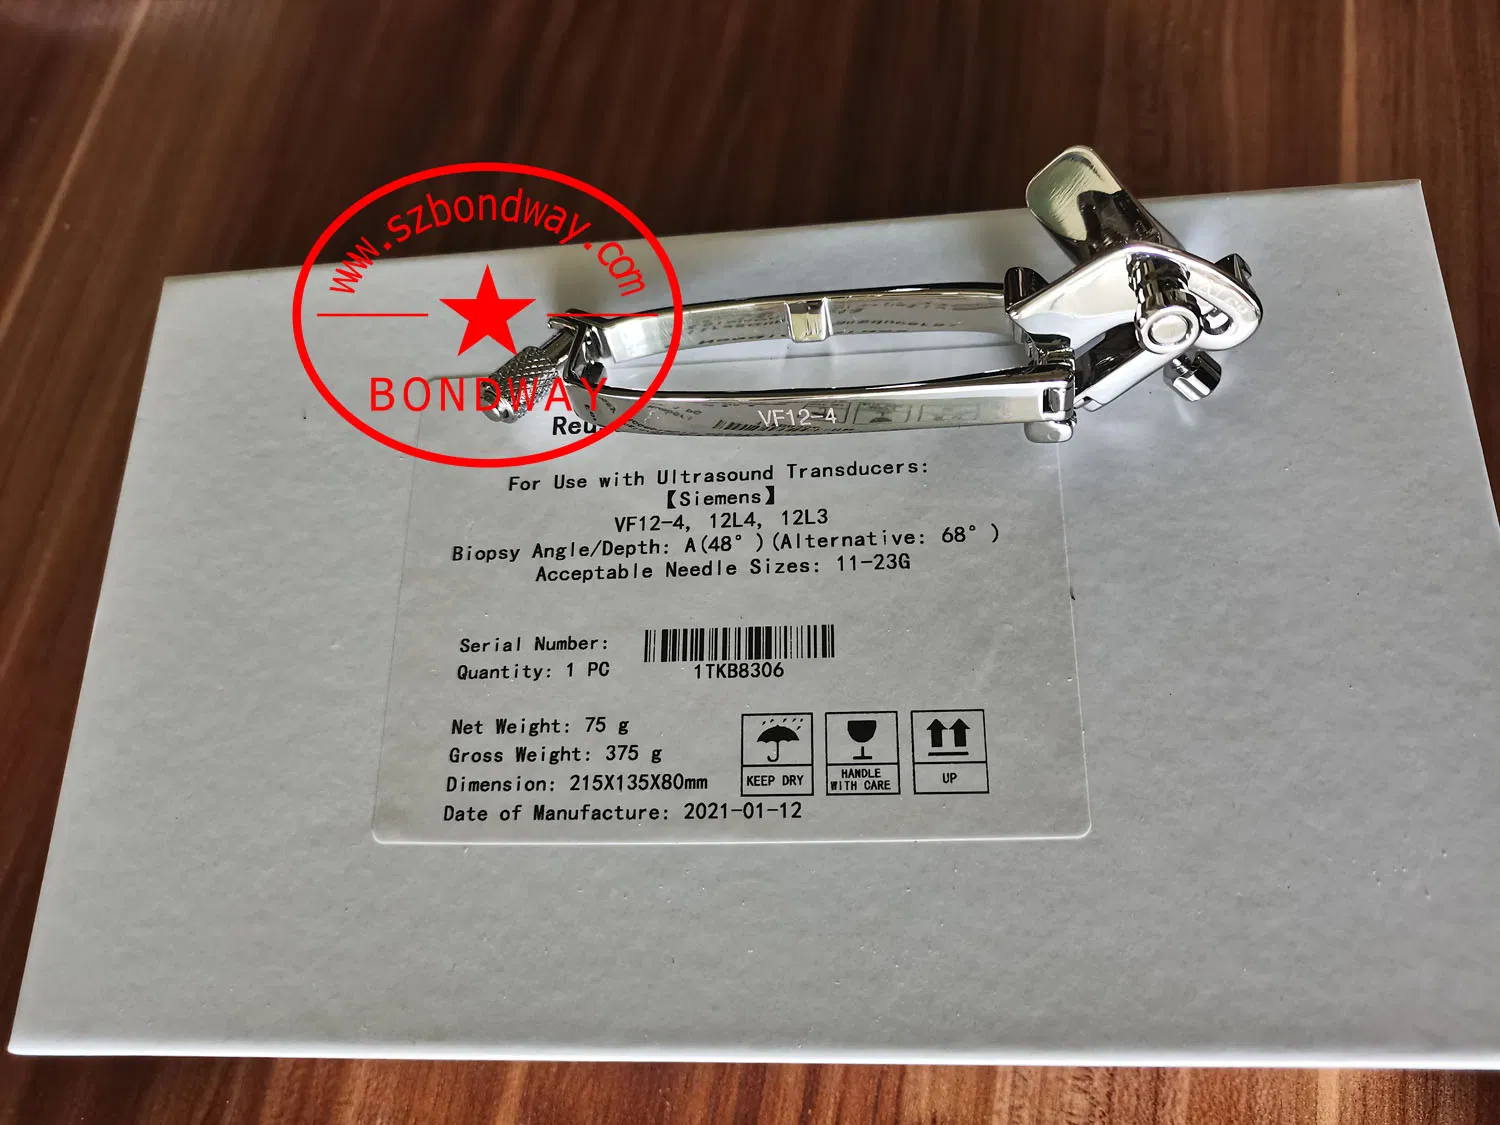 www.szbondway.com
BONDWAY
VF12-4
For Use with Ultrasound Transducers:
【Siemens】
VF12-4, 12L4, 12L3
Biopsy Angle/Depth: A(48°)(Alternative: 68°)
Acceptable Needle Sizes: 11-23G
Serial Number:
Quantity: 1 PC
1TKB8306
Net Weight: 75 g
Gross Weight: 375 g
Dimension: 215X135X80mm
Date of Manufacture: 2021-01-12
KEEP DRY
HANDLE
WITH CARE
UP